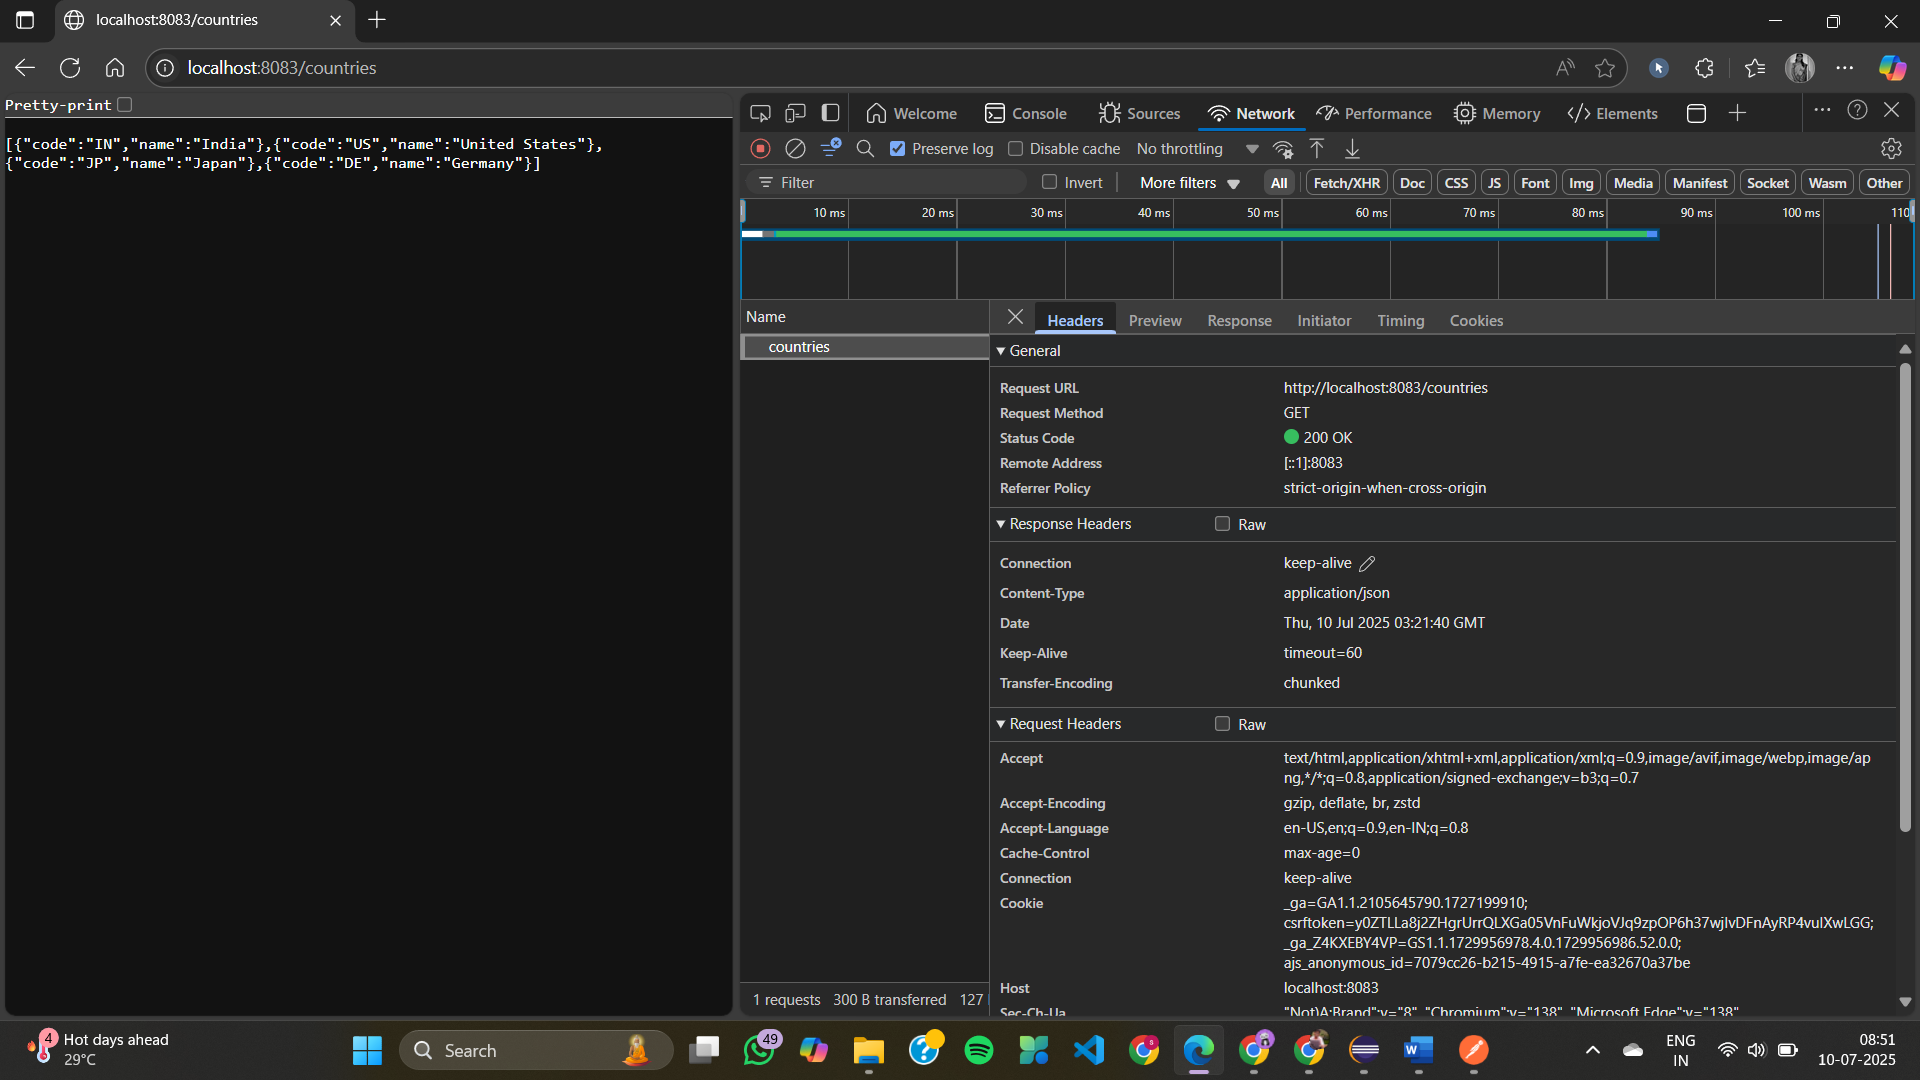 localhost:8083/countries
localhost:8083/countries
Pretty-print
[{"code":"IN","name":"India"},{"code":"US","name":"United States"},
{"code":"JP","name":"Japan"},{"code":"DE","name":"Germany"}]
Welcome Console Sources Network Performance Memory Elements
Preserve log Disable cache No throttling
Filter Invert More filters All Fetch/XHR Doc CSS JS Font Img Media Manifest Socket Wasm Other
10 ms 20 ms 30 ms 40 ms 50 ms 60 ms 70 ms 80 ms 90 ms 100 ms 110
Name
countries
Headers Preview Response Initiator Timing Cookies
General
Request URL http://localhost:8083/countries
Request Method GET
Status Code 200 OK
Remote Address [::1]:8083
Referrer Policy strict-origin-when-cross-origin
Response Headers Raw
Connection keep-alive
Content-Type application/json
Date Thu, 10 Jul 2025 03:21:40 GMT
Keep-Alive timeout=60
Transfer-Encoding chunked
Request Headers Raw
Accept text/html,application/xhtml+xml,application/xml;q=0.9,image/avif,image/webp,image/ap
ng,*/*;q=0.8,application/signed-exchange;v=b3;q=0.7
Accept-Encoding gzip, deflate, br, zstd
Accept-Language en-US,en;q=0.9,en-IN;q=0.8
Cache-Control max-age=0
Connection keep-alive
Cookie _ga=GA1.1.2105645790.1727199910;
csrftoken=y0ZTLLa8j2ZHgrUrrQLXGa05VnFuWkjoVJq9zpOP6h37wjlvDFnAyRP4vulXwLGG;
_ga_Z4KXEBY4VP=GS1.1.1729956978.4.0.1729956986.52.0.0;
ajs_anonymous_id=7079cc26-b215-4915-a7fe-ea32670a37be
Host localhost:8083
Sec-Ch-Ua "Not)A;Brand";v="8", "Chromium";v="138", "Microsoft Edge";v="138"
1 requests 300 B transferred 127
4
Hot days ahead
29°C
Search
49
ENG
IN
08:51
10-07-2025